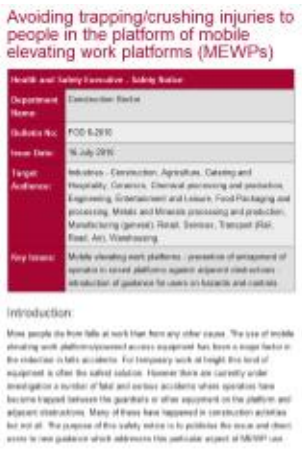 Avoiding trapping/crushing injuries to
people in the platform of mobile
elevating work platforms (MEWPs)
Health and Safety Executive - Safety Notice
Department
Name:
Construction Sector
Bulletin No:
FOD 6-2010
Issue Date:
16 July 2010
Target
Audience:
Industries - Construction, Agriculture, Catering and
Hospitality, Ceramics, Chemical processing and production,
Engineering, Entertainment and Leisure, Food Packaging and
processing, Metals and Minerals processing and production,
Manufacturing (general), Retail, Services, Transport (Rail,
Road, Air), Warehousing
Key Issues:
Mobile elevating work platforms - prevention of entrapment of
operator in raised platforms against adjacent obstructions
introduction of guidance for users on hazards and controls
Introduction:
More people die from falls at work than from any other cause. The use of mobile
elevating work platforms/powered access equipment has been a major factor in
the reduction in falls accidents. For temporary work at height this kind of
equipment is often the safest solution. However there are currently under
investigation a number of fatal and serious accidents where operators have
become trapped between the guardrails or other equipment on the platform and
adjacent obstructions. Many of these have happened in construction activities
but not all. The purpose of this safety notice is to publicise the issue and direct
users to new guidance which addresses this particular aspect of MEWP use